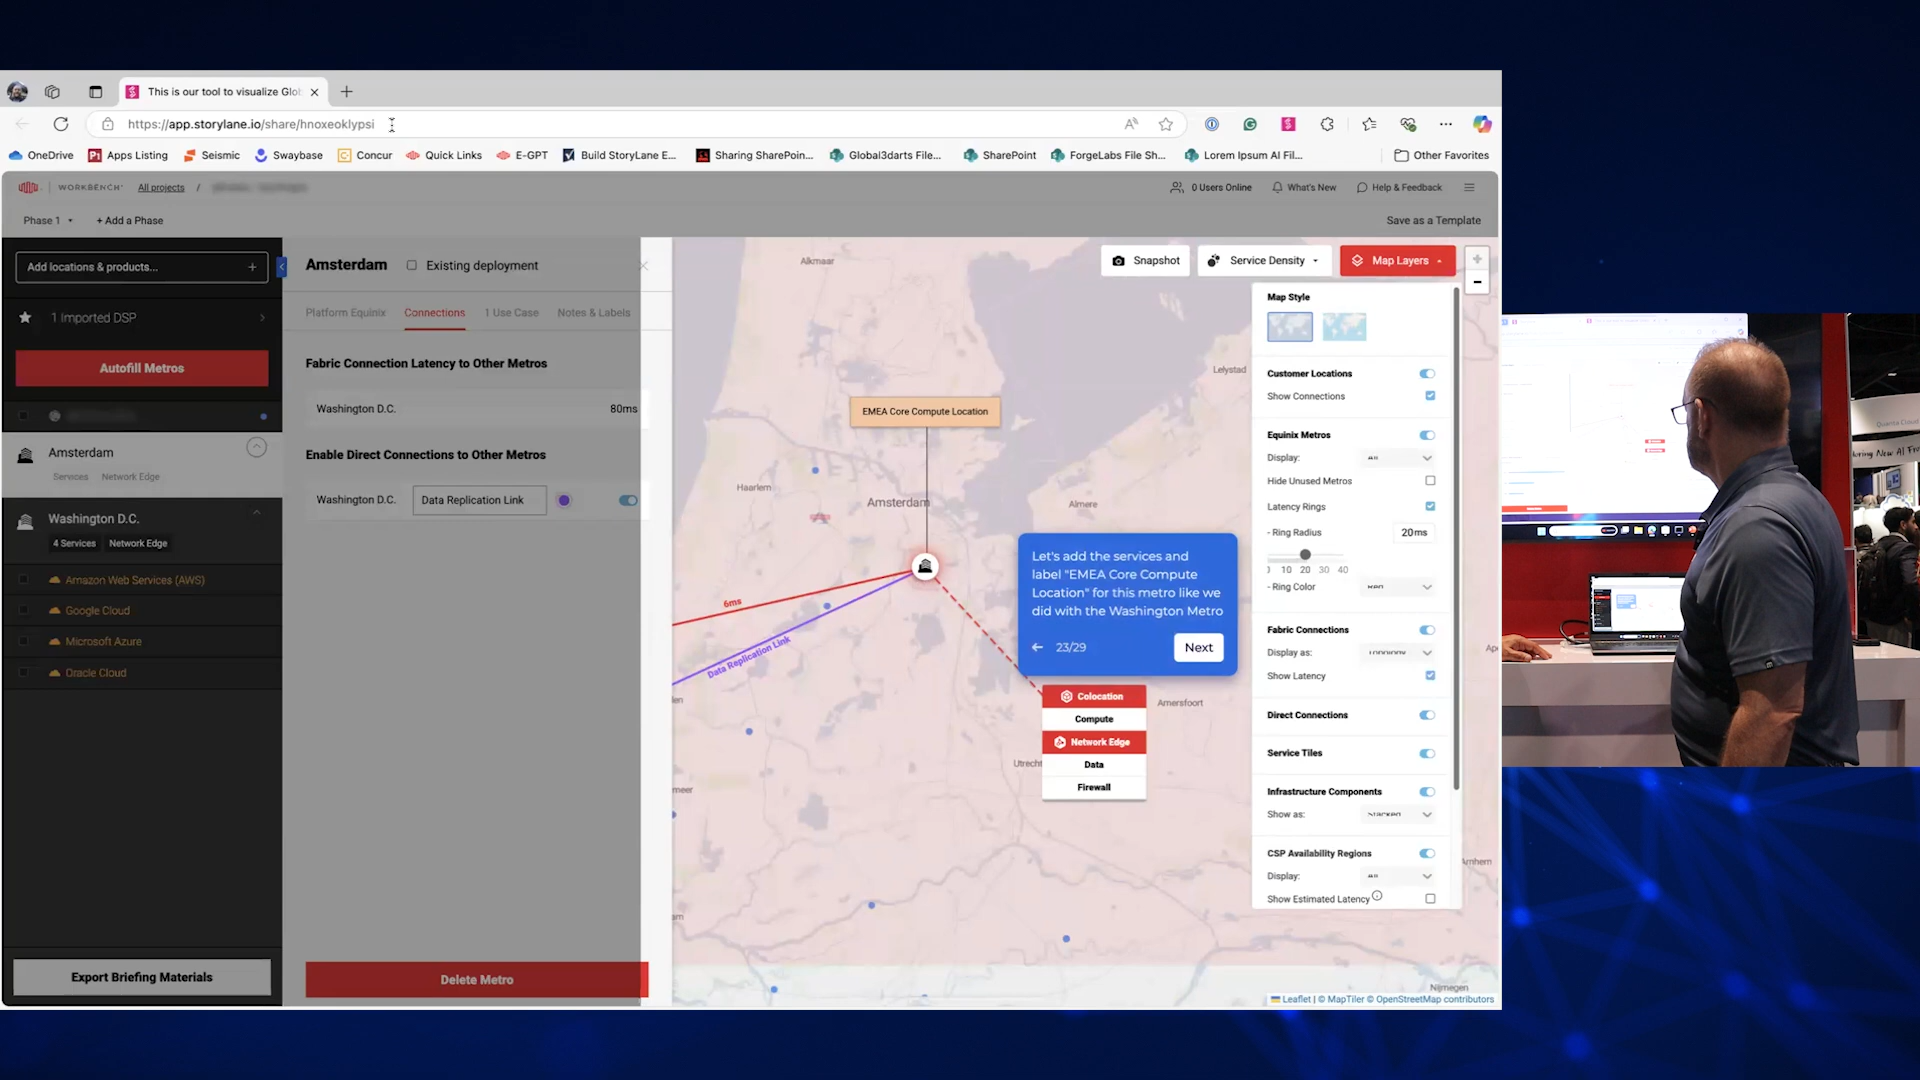 This is our tool to visualize Glo
https://app.storylane.io/share/hnoxeoklypsi
OneDrive
Apps Listing
Seismic
Swaybase
Concur
Quick Links
E-GPT
Build StoryLane E...
Sharing SharePoin...
Global3darts File...
SharePoint
ForgeLabs File Sh...
Lorem Ipsum AI Fil...
Other Favorites
WORKBENCH
All projects /
0 Users Online
What's New
Help & Feedback
Phase 1
+ Add a Phase
Save as a Template
Add locations & products... +
1 Imported DSP
Autofill Metros
Amsterdam
Services Network Edge
Washington D.C.
4 Services Network Edge
Amazon Web Services (AWS)
Google Cloud
Microsoft Azure
Oracle Cloud
Export Briefing Materials
Amsterdam
Existing deployment
Platform Equinix
Connections
1 Use Case
Notes & Labels
Fabric Connection Latency to Other Metros
Washington D.C. 80ms
Enable Direct Connections to Other Metros
Washington D.C. Data Replication Link
Delete Metro
Alkmaar
Lelystad
EMEA Core Compute Location
Haarlem
Amsterdam
Almere
6ms
Data Replication Link
Amersfoort
Utrecht
Nijmegen
Let's add the services and
label "EMEA Core Compute
Location" for this metro like we
did with the Washington Metro
23/29
Next
Colocation
Compute
Network Edge
Data
Firewall
Snapshot
Service Density
Map Layers
+
-
Map Style
Customer Locations
Show Connections
Equinix Metros
Display:
Hide Unused Metros
Latency Rings
- Ring Radius 20ms
10 20 30 40
- Ring Color
Fabric Connections
Display as:
Show Latency
Direct Connections
Service Tiles
Infrastructure Components
Show as:
CSP Availability Regions
Display:
Show Estimated Latency
Leaflet | © MapTiler © OpenStreetMap contributors